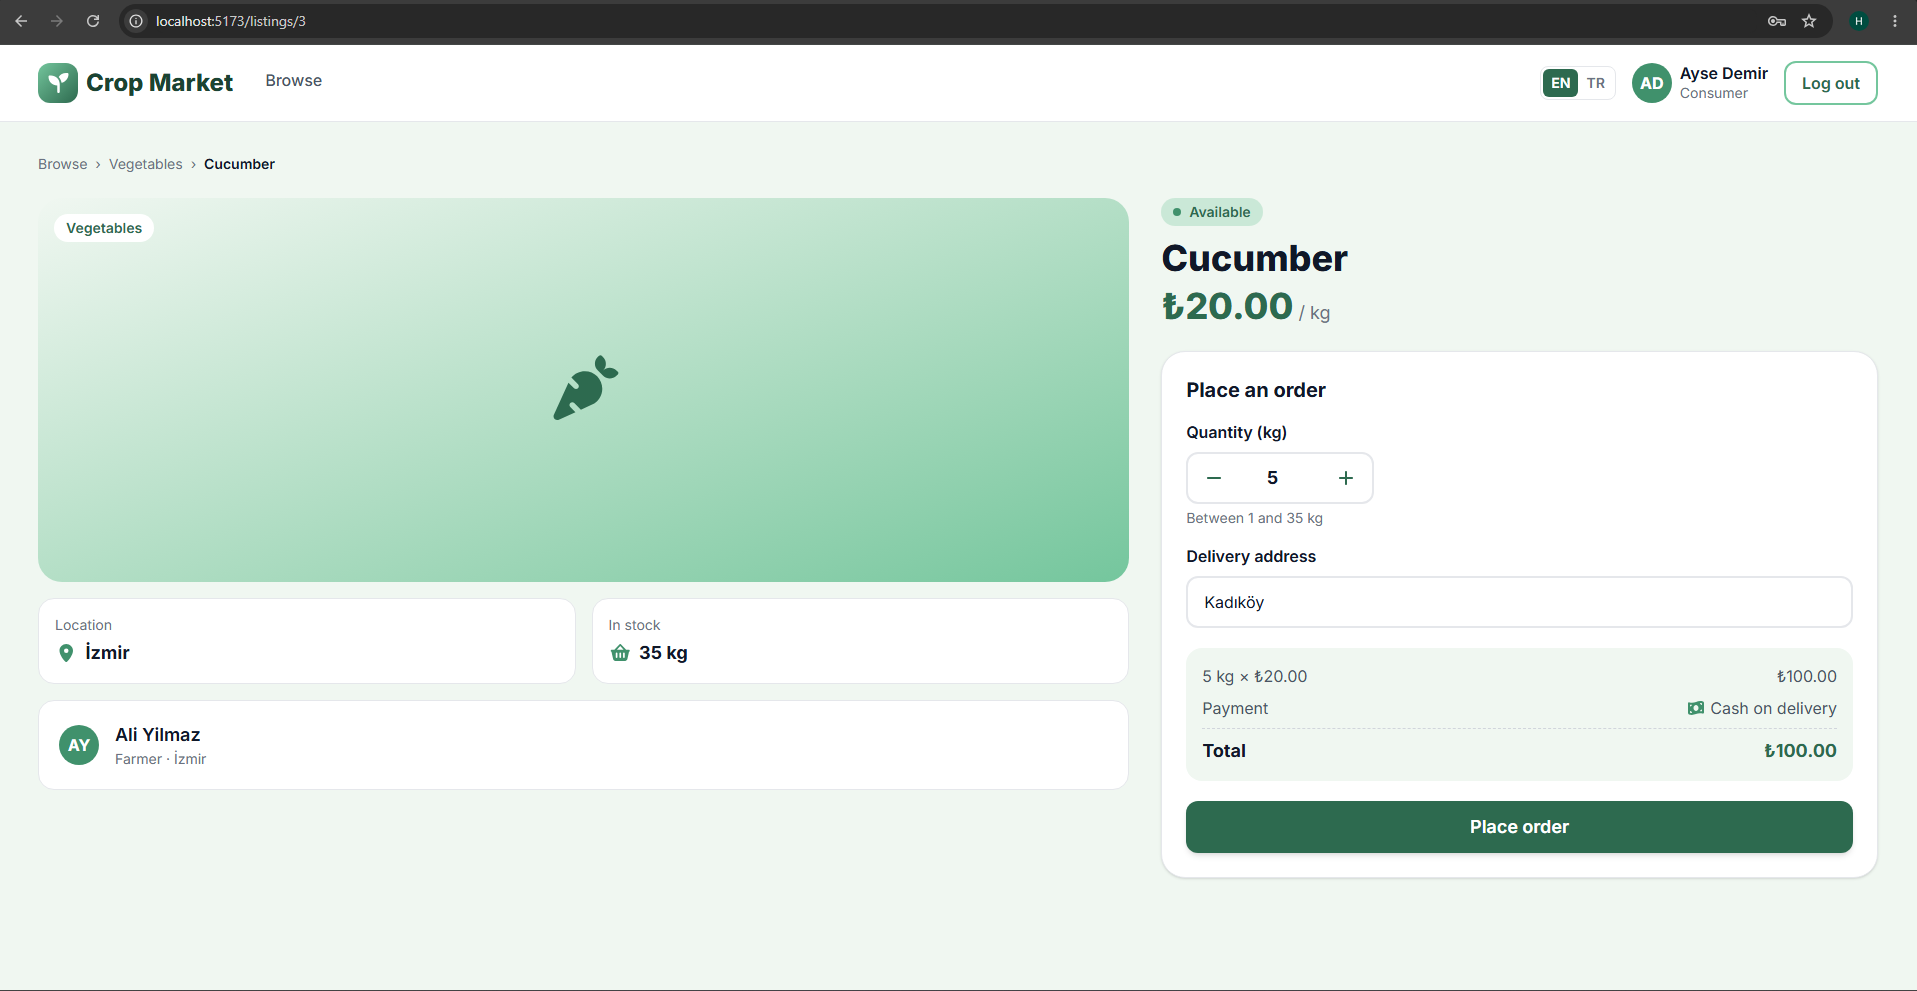 localhost:5173/listings/3
H
Crop Market
Browse
EN TR
AD
Ayse Demir
Consumer
Log out
Browse › Vegetables › Cucumber
Vegetables
Location
İzmir
In stock
35 kg
AY
Ali Yilmaz
Farmer · İzmir
Available
Cucumber
₺20.00 / kg
Place an order
Quantity (kg)
− 5 +
Between 1 and 35 kg
Delivery address
Kadıköy
5 kg × ₺20.00 ₺100.00
Payment Cash on delivery
Total ₺100.00
Place order